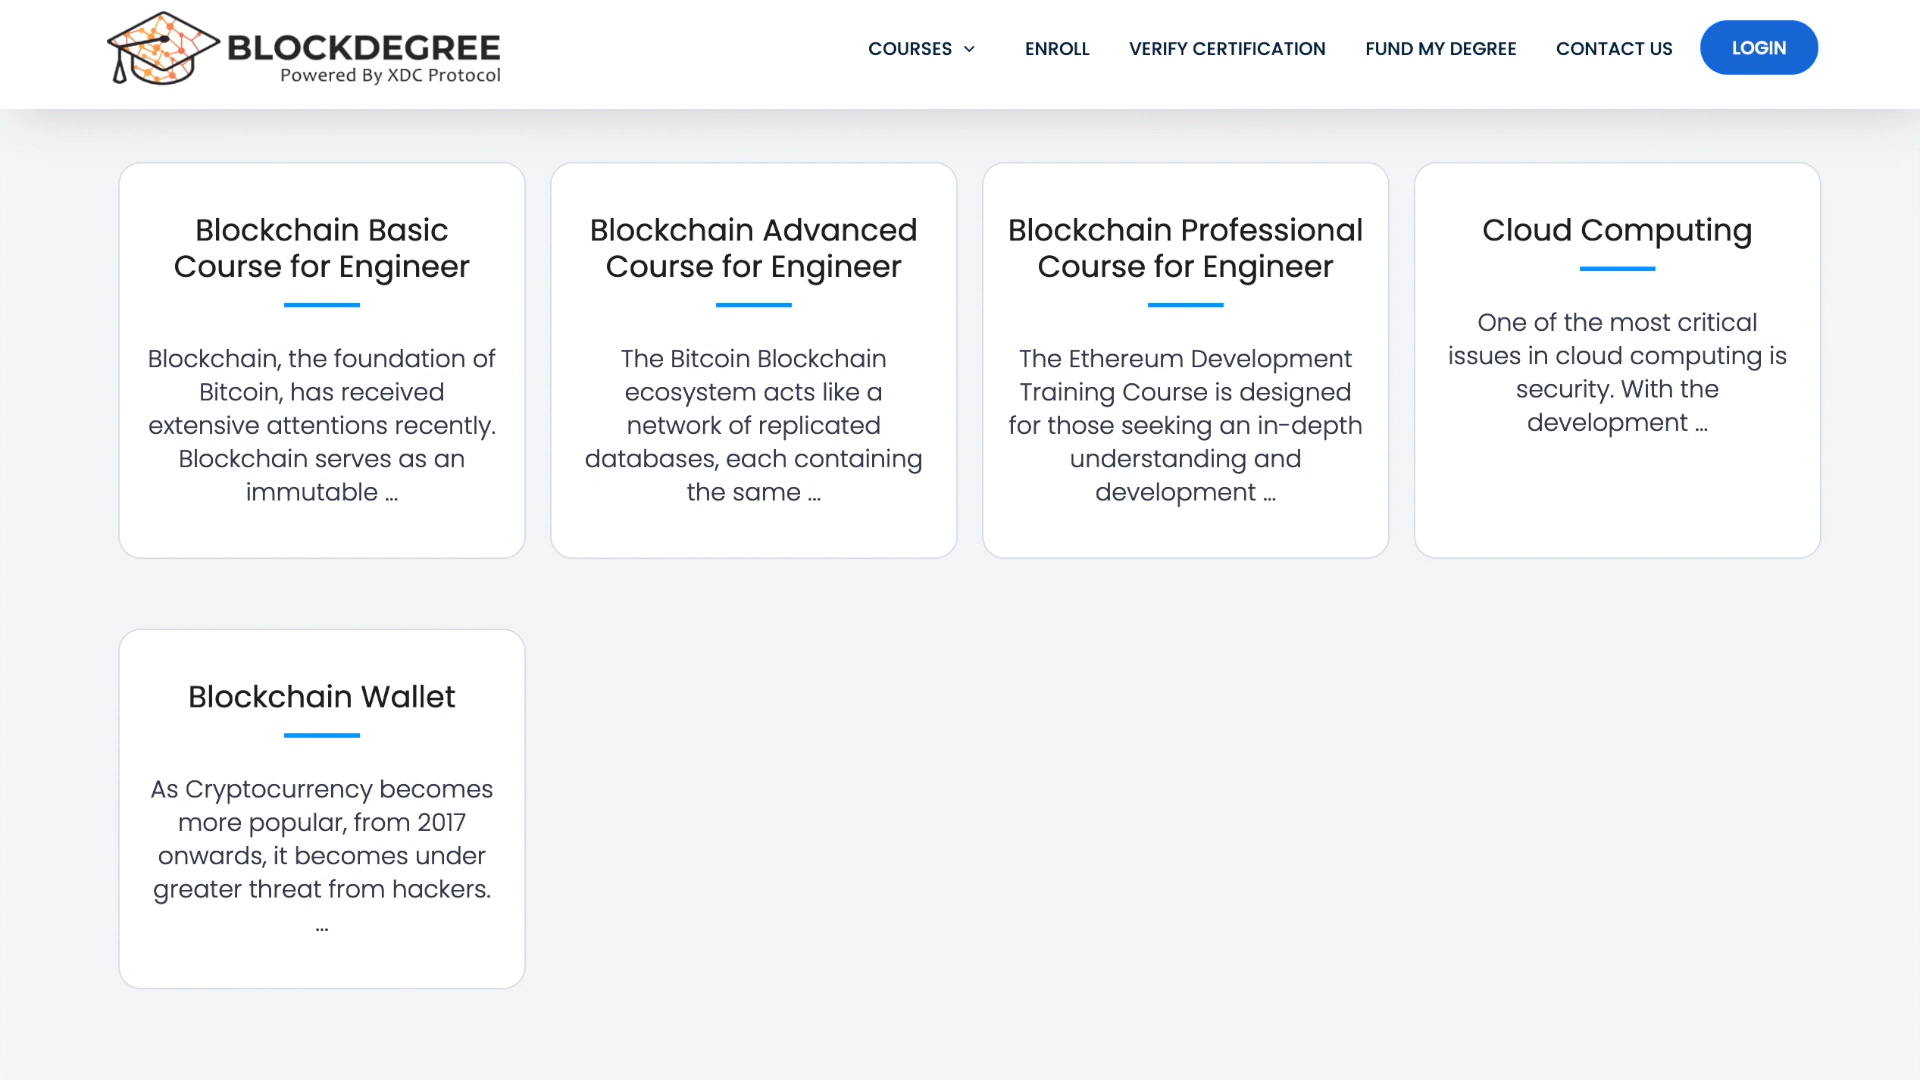 BLOCKDEGREE
Powered By XDC Protocol
COURSES
ENROLL
VERIFY CERTIFICATION
FUND MY DEGREE
CONTACT US
LOGIN
Blockchain Basic
Course for Engineer
Blockchain, the foundation of
Bitcoin, has received
extensive attentions recently.
Blockchain serves as an
immutable ...
Blockchain Advanced
Course for Engineer
The Bitcoin Blockchain
ecosystem acts like a
network of replicated
databases, each containing
the same ...
Blockchain Professional
Course for Engineer
The Ethereum Development
Training Course is designed
for those seeking an in-depth
understanding and
development ...
Cloud Computing
One of the most critical
issues in cloud computing is
security. With the
development ...
Blockchain Wallet
As Cryptocurrency becomes
more popular, from 2017
onwards, it becomes under
greater threat from hackers.
...